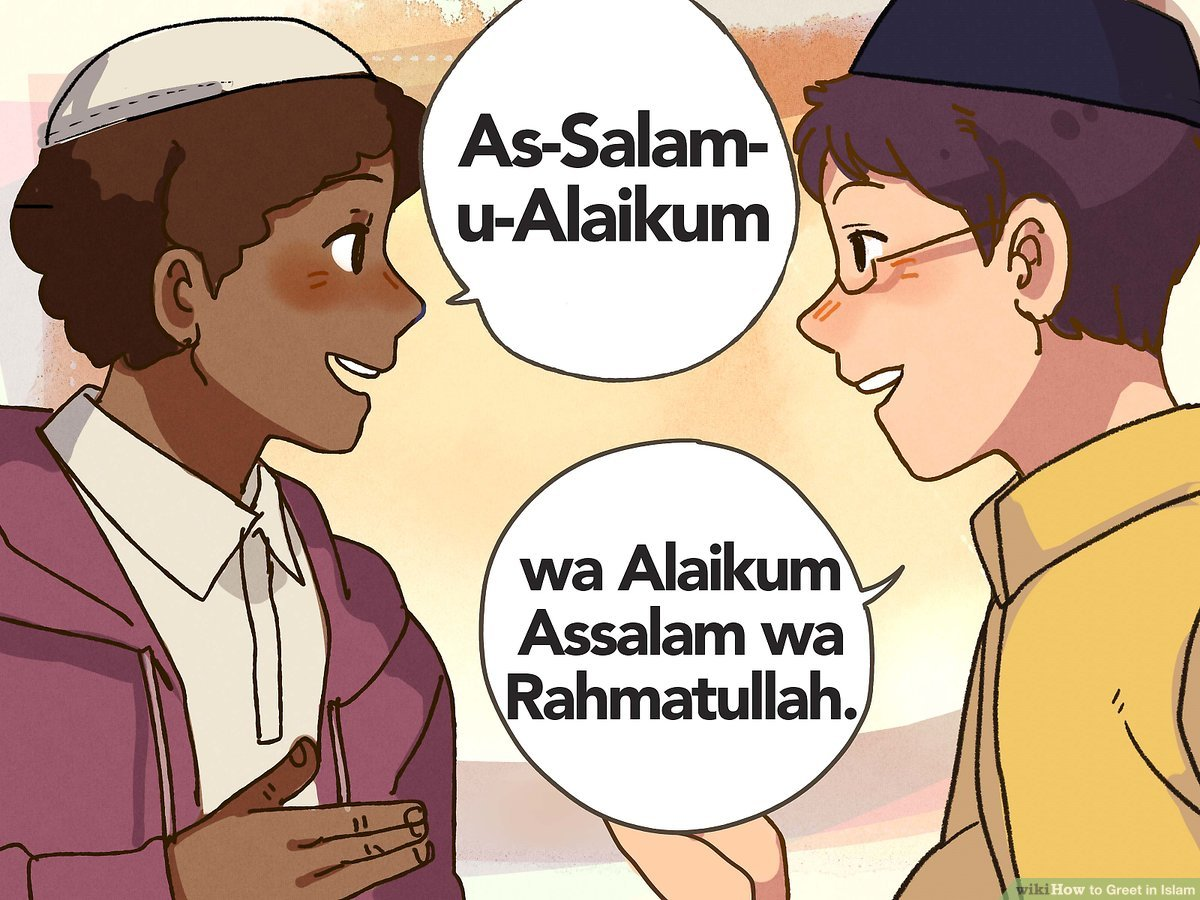 As-Salam-
u-Alaikum
wa Alaikum
Assalam wa
Rahmatullah.
wikiHow to Greet in Islam